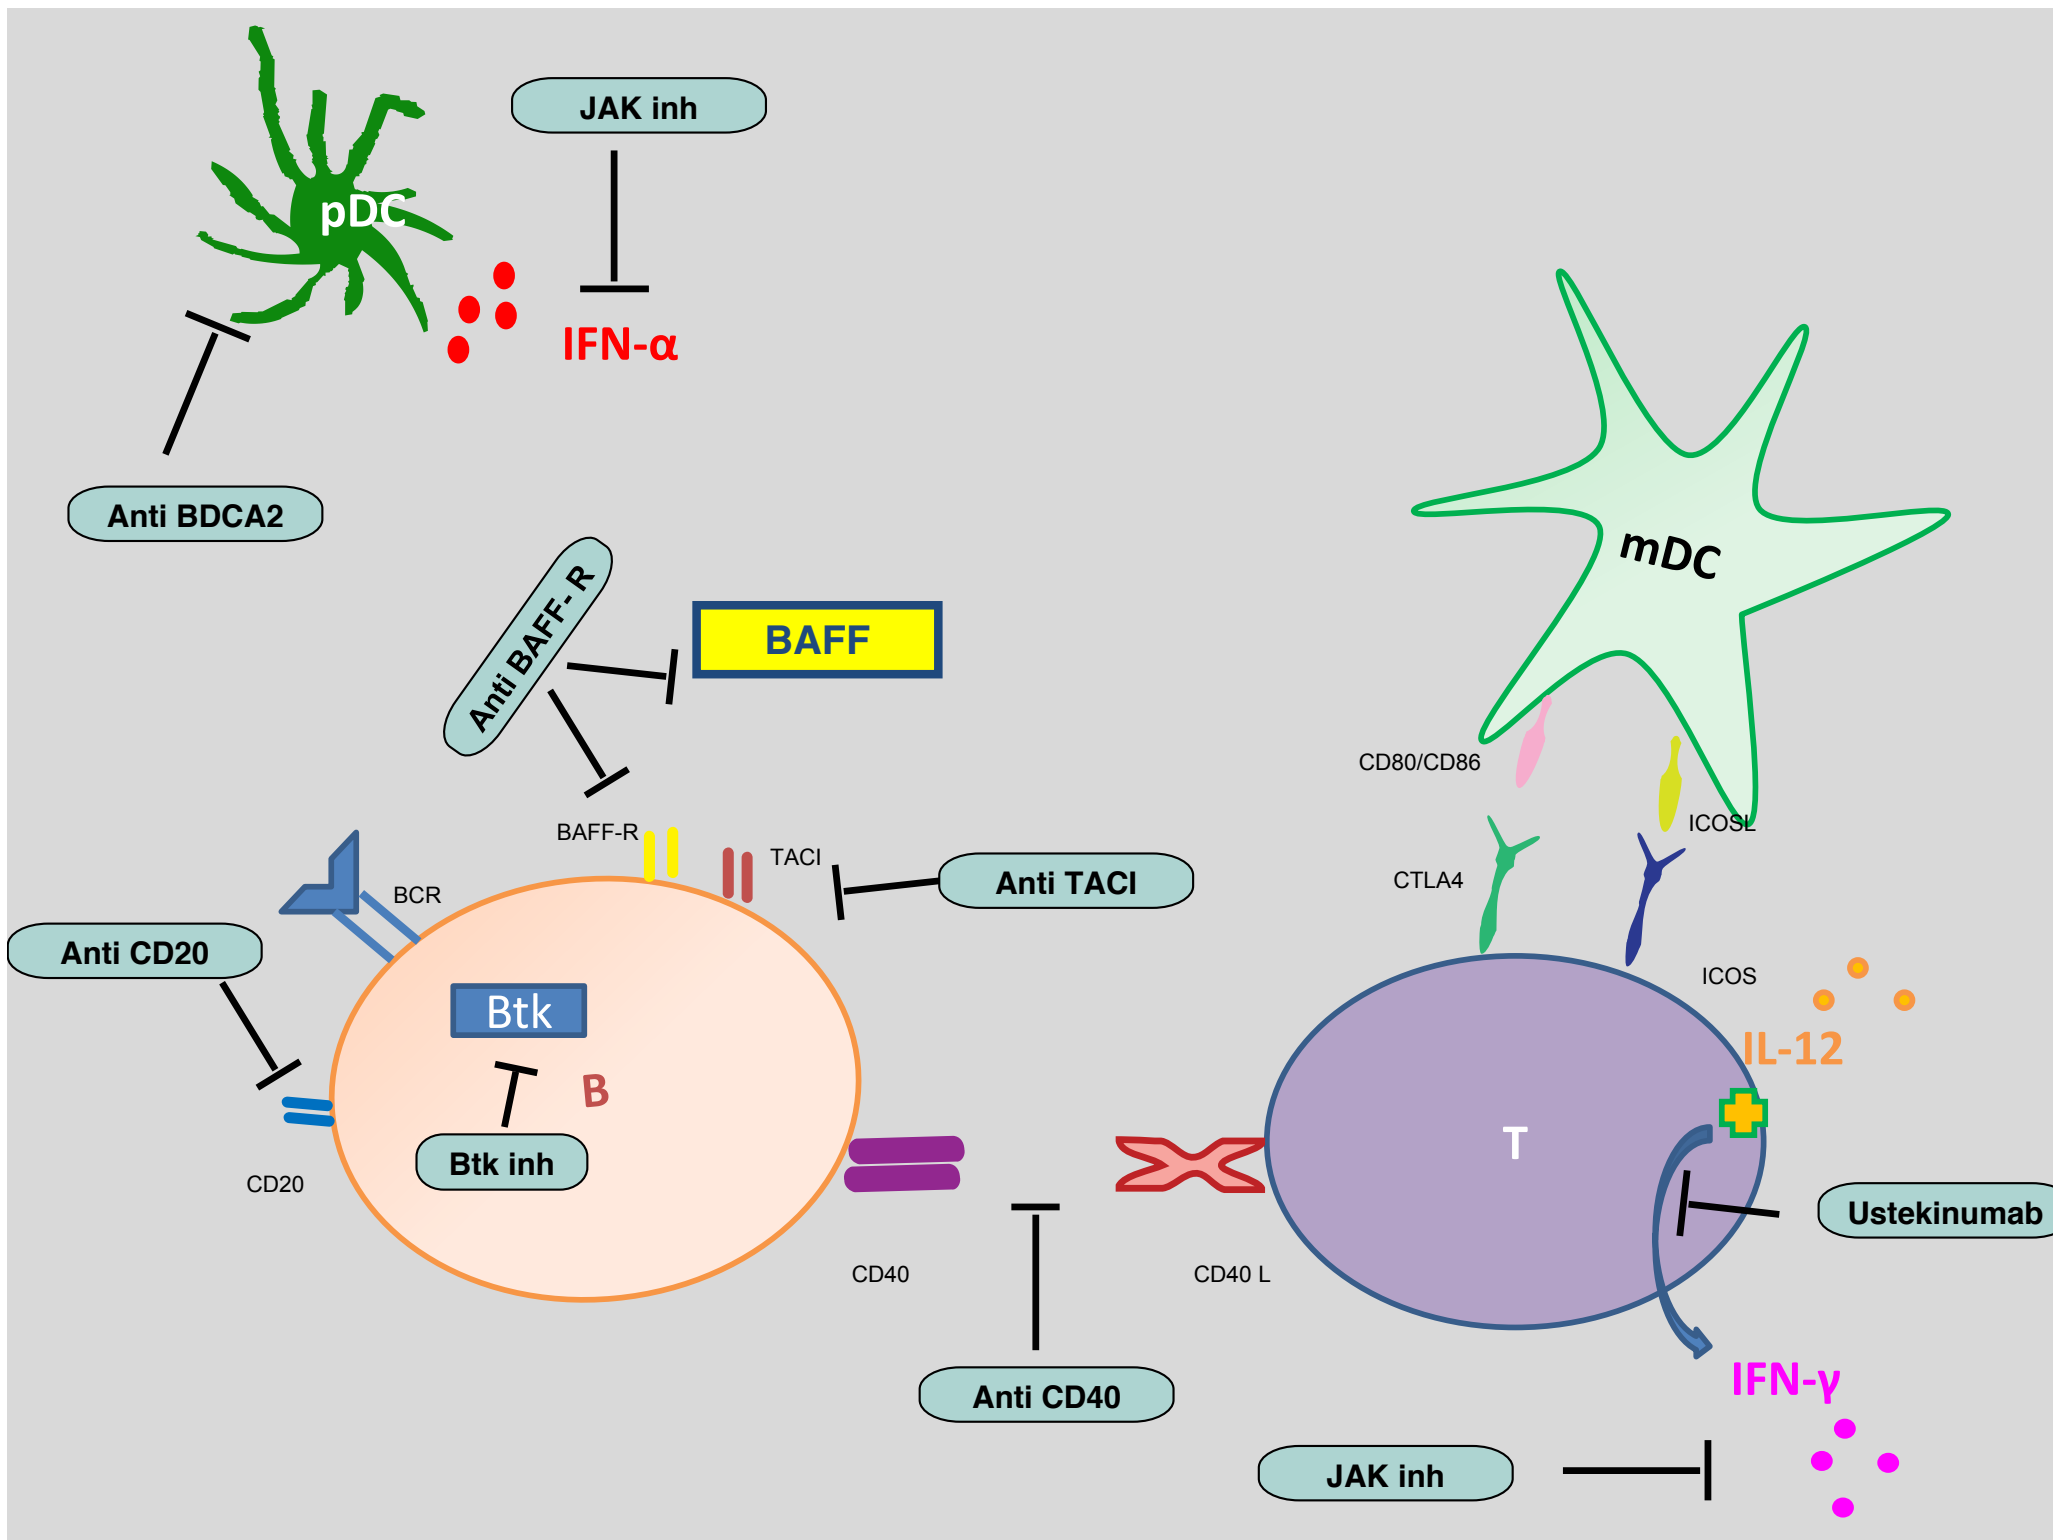 JAK inh
pDC
IFN-α
Anti BDCA2
mDC
Anti BAFF- R
BAFF
CD80/CD86
BAFF-R
ICOSL
TACI
Anti TACI
CTLA4
BCR
Anti CD20
ICOS
Btk
IL-12
B
T
Btk inh
CD20
Ustekinumab
CD40
CD40 L
Anti CD40
IFN-γ
JAK inh